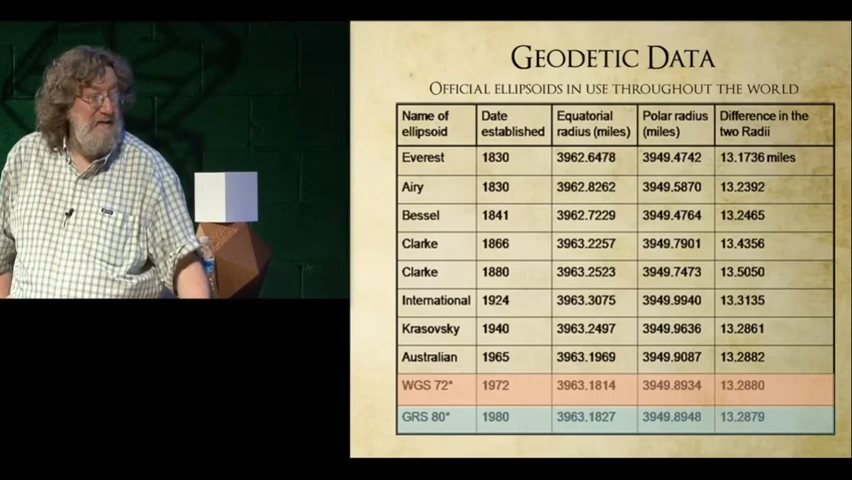 GEODETIC DATA
OFFICIAL ELLIPSOIDS IN USE THROUGHOUT THE WORLD
Name of ellipsoid Date established Equatorial radius (miles) Polar radius (miles) Difference in the two Radii
Everest 1830 3962.6478 3949.4742 13.1736 miles
Airy 1830 3962.8262 3949.5870 13.2392
Bessel 1841 3962.7229 3949.4764 13.2465
Clarke 1866 3963.2257 3949.7901 13.4356
Clarke 1880 3963.2523 3949.7473 13.5050
International 1924 3963.3075 3949.9940 13.3135
Krasovsky 1940 3963.2497 3949.9636 13.2861
Australian 1965 3963.1969 3949.9087 13.2882
WGS 72* 1972 3963.1814 3949.8934 13.2880
GRS 80* 1980 3963.1827 3949.8948 13.2879